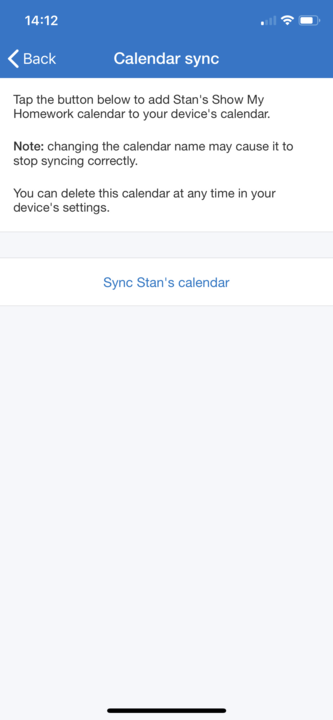 14:12
Back
Calendar sync
Tap the button below to add Stan's Show My
Homework calendar to your device's calendar.
Note: changing the calendar name may cause it to
stop syncing correctly.
You can delete this calendar at any time in your
device's settings.
Sync Stan's calendar